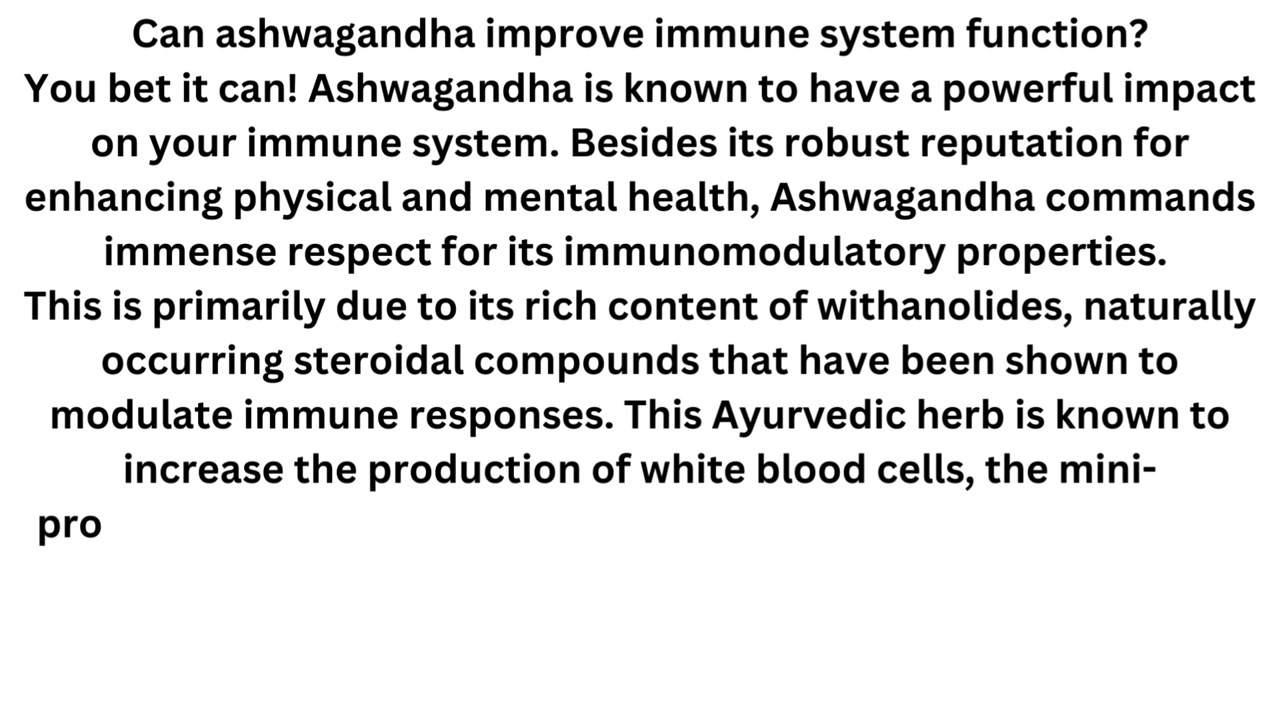 Can ashwagandha improve immune system function?
You bet it can! Ashwagandha is known to have a powerful impact
on your immune system. Besides its robust reputation for
enhancing physical and mental health, Ashwagandha commands
immense respect for its immunomodulatory properties.
This is primarily due to its rich content of withanolides, naturally
occurring steroidal compounds that have been shown to
modulate immune responses. This Ayurvedic herb is known to
increase the production of white blood cells, the mini-
pro